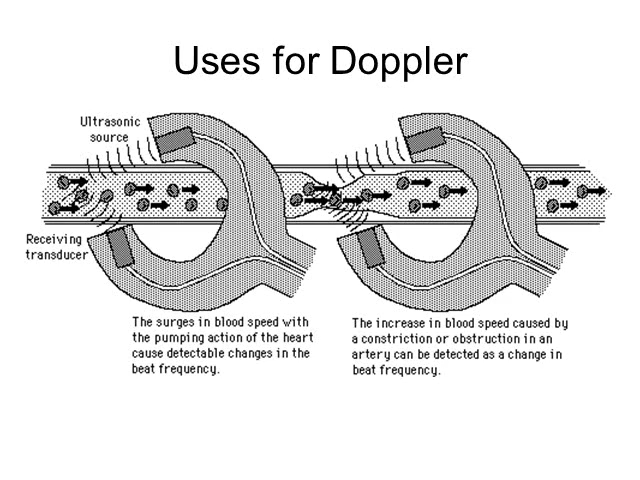 Uses for Doppler
Ultrasonic
source
Receiving
transducer
The surges in blood speed with
the pumping action of the heart
cause detectable changes in the
beat frequency.
The increase in blood speed caused by
a constriction or obstruction in an
artery can be detected as a change in
beat frequency.